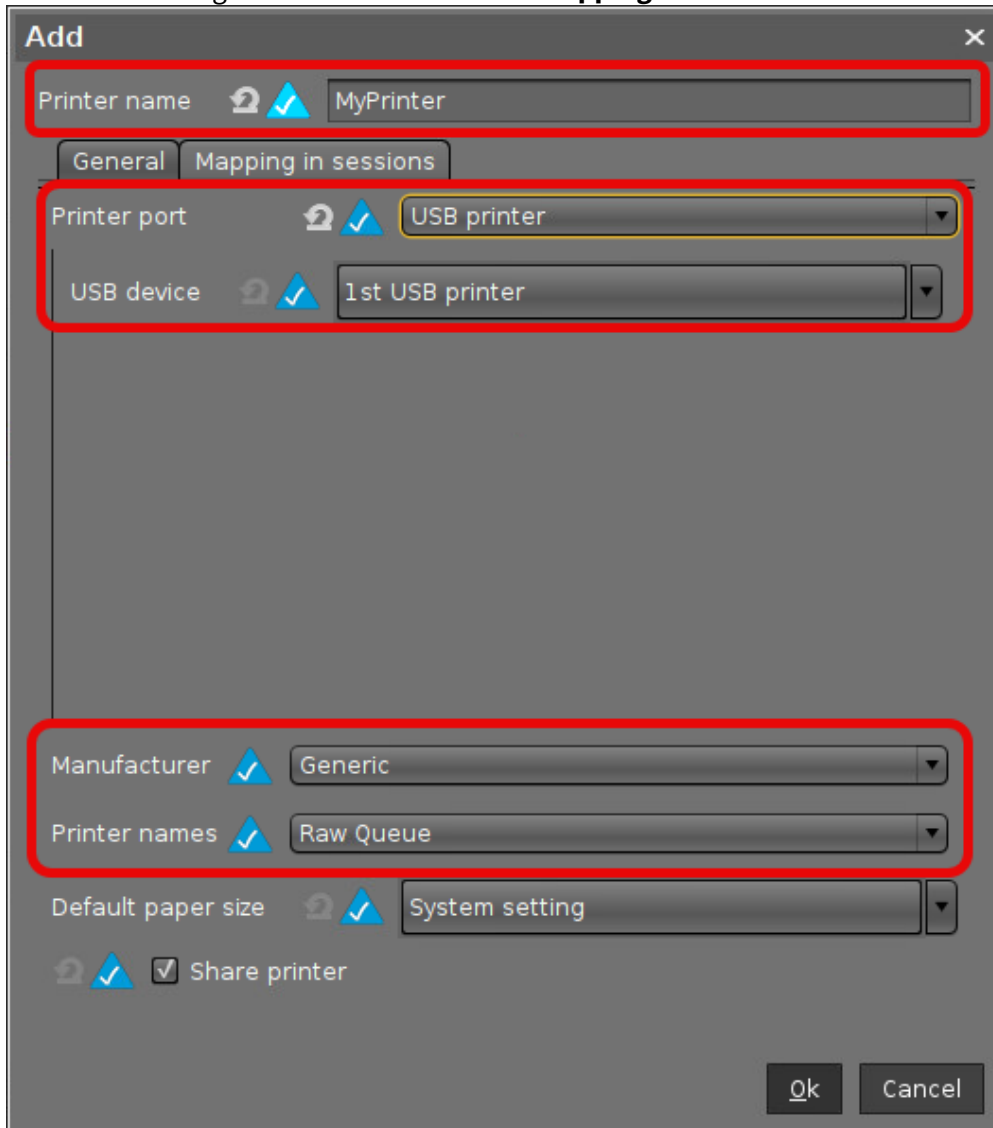 Add
Printer name MyPrinter
General Mapping in sessions
Printer port USB printer
USB device 1st USB printer
Manufacturer Generic
Printer names Raw Queue
Default paper size System setting
Share printer
Ok Cancel